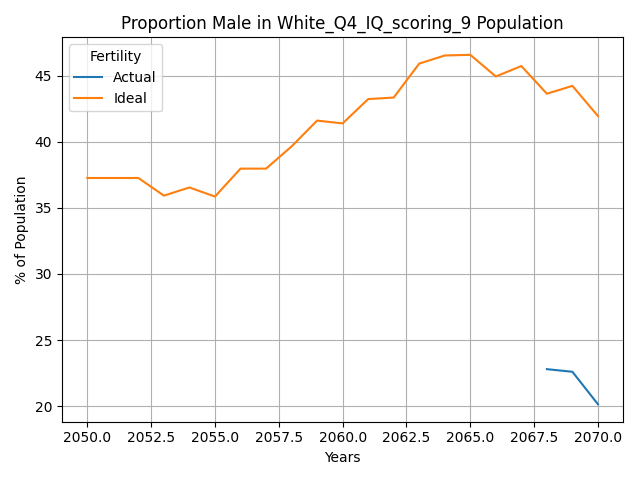 Proportion Male in White_Q4_IQ_scoring_9 Population
Fertility
Actual
Ideal
% of Population
45
40
35
30
25
20
2050.0 2052.5 2055.0 2057.5 2060.0 2062.5 2065.0 2067.5 2070.0
Years